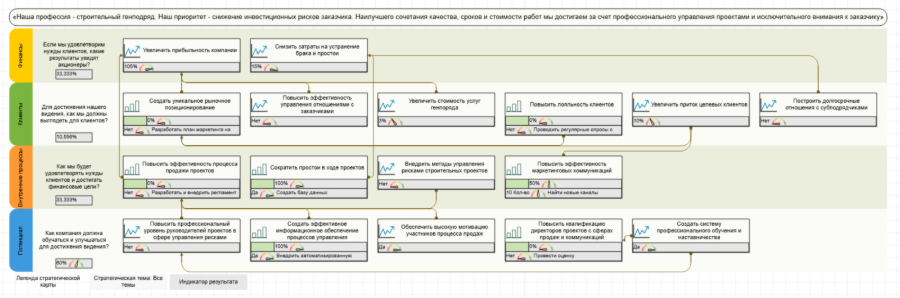 «Наша профессия - строительный генподряд. Наш приоритет - снижение инвестиционных рисков заказчика. Наилучшего сочетания качества, сроков и стоимости работ мы достигаем за счет профессионального управления проектами и исключительного внимания к заказчику»
Финансы
Если мы удовлетворим
нужды клиентов, какие
результаты увидят
акционеры?
33,333%
Увеличить прибыльность компании
100%
Снизить затраты на устранение
брака и простои
15%
Клиенты
Для достижения нашего
видения, как мы должны
выглядеть для клиентов?
10,556%
Создать уникальное рыночное
позиционирование
0%
Нет
Разработать план маркетинга на
Повысить эффективность
управления отношениями с
заказчиками
Нет
Увеличить стоимость услуг
генподряда
3%
Повысить лояльность клиентов
0%
Нет
Проводить регулярные опросы о
Увеличить приток целевых клиентов
10%
Построить долгосрочные
отношения с субподрядчиками
Нет
Внутренние процессы
Как мы будет
удовлетворять нужды
клиентов и достигать
финансовые цели?
33,333%
Повысить эффективность процесса
продажи проектов
0%
Нет
Разработать и внедрить регламент
Сократить простои в ходе проектов
100%
Да
Создать базу данных
Внедрить методы управления
рисками строительных проектов
Нет
Повысить эффективность
маркетинговых коммуникаций
50%
10 Кол-во
Найти новые каналы
Потенциал
Как компания должна
обучаться и улучшаться
для достижения видения?
60%
Повысить профессиональный
уровень руководителей проектов в
сфере управления рисками
Нет
Создать эффективное
информационное обеспечение
процессов управления
100%
Да
Внедрить автоматизированную
Обеспечить высокую мотивацию
участников процесса продаж
Да
Повысить квалификацию
директоров проектов с сферах
продаж и коммуникаций
0%
Нет
Провести оценку
Создать систему
профессионального обучения и
наставничества
Да
Легенда стратегической
карты
Стратегическая тема: Все
темы
Индикатор результата